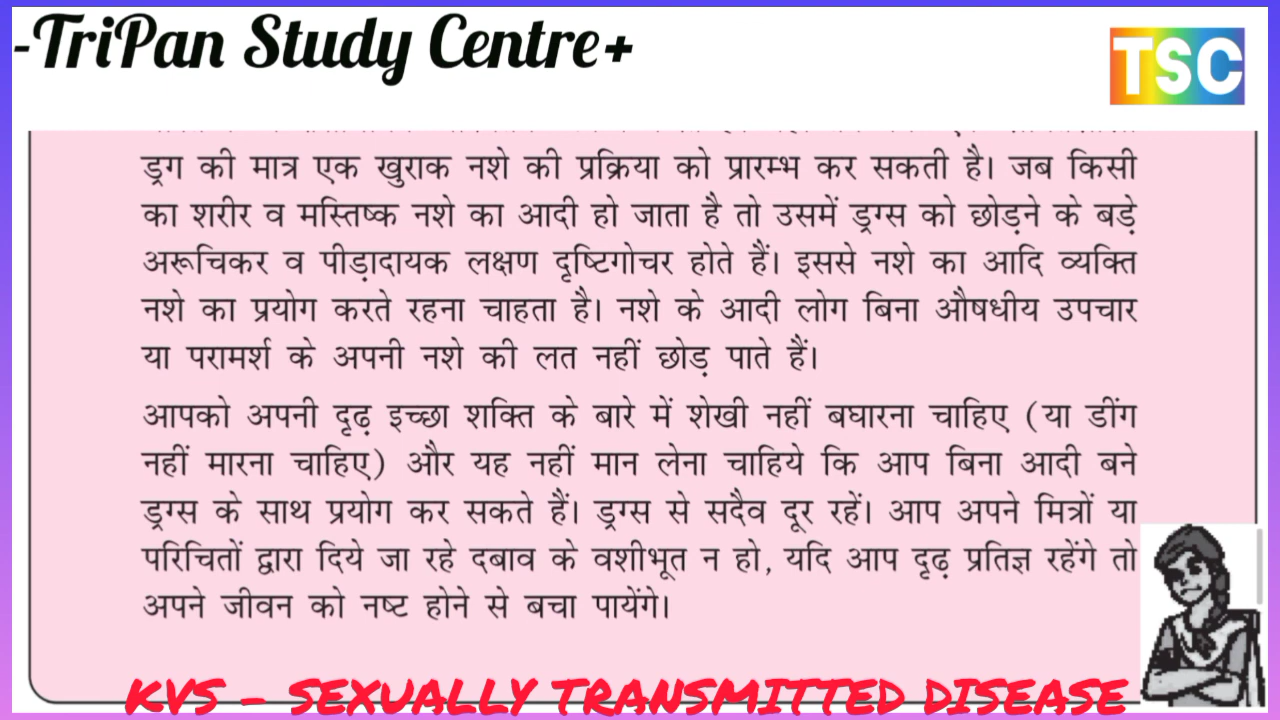 -TriPan Study Centre+
TSC
ड्रग की मात्र एक खुराक नशे की प्रक्रिया को प्रारम्भ कर सकती है। जब किसी
का शरीर व मस्तिष्क नशे का आदी हो जाता है तो उसमें ड्रग्स को छोड़ने के बड़े
अरूचिकर व पीड़ादायक लक्षण दृष्टिगोचर होते हैं। इससे नशे का आदि व्यक्ति
नशे का प्रयोग करते रहना चाहता है। नशे के आदी लोग बिना औषधीय उपचार
या परामर्श के अपनी नशे की लत नहीं छोड़ पाते हैं।
आपको अपनी दृढ़ इच्छा शक्ति के बारे में शेखी नहीं बघारना चाहिए (या डींग
नहीं मारना चाहिए) और यह नहीं मान लेना चाहिये कि आप बिना आदी बने
ड्रग्स के साथ प्रयोग कर सकते हैं। ड्रग्स से सदैव दूर रहें। आप अपने मित्रों या
परिचितों द्वारा दिये जा रहे दबाव के वशीभूत न हो, यदि आप दृढ़ प्रतिज्ञ रहेंगे तो
अपने जीवन को नष्ट होने से बचा पायेंगे।
KVS - SEXUALLY TRANSMITTED DISEASE